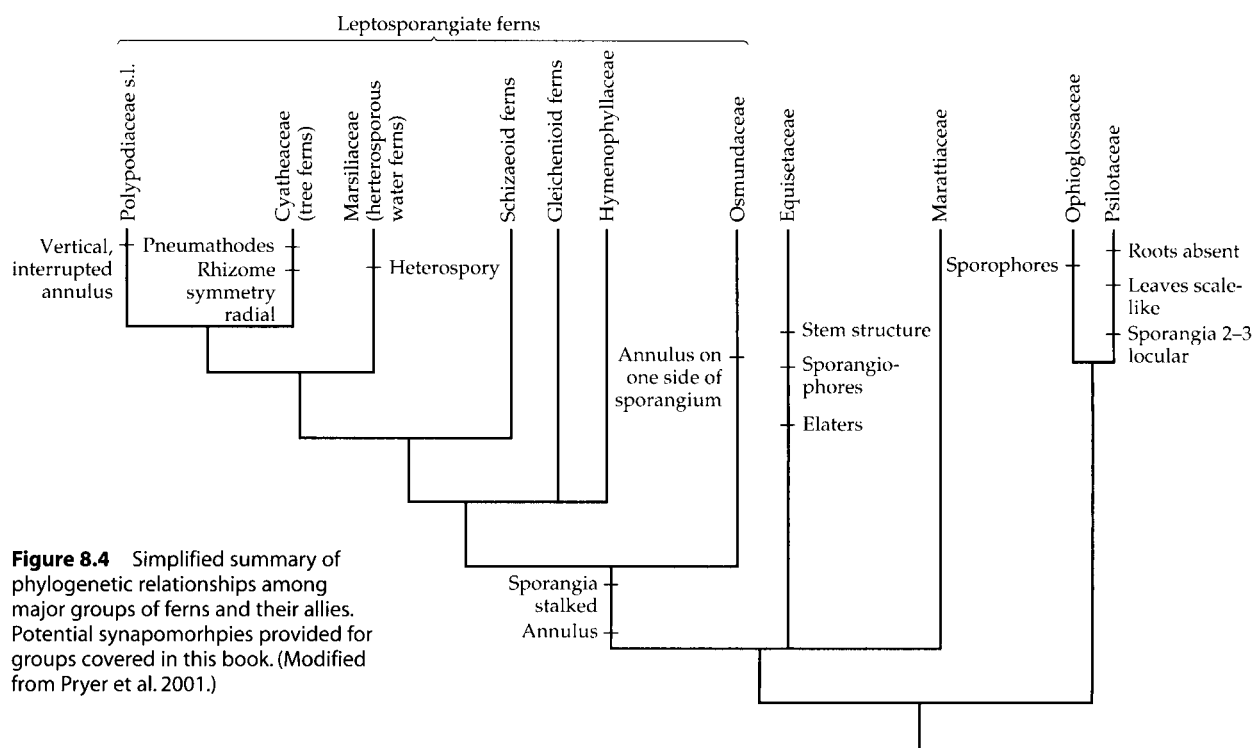 Leptosporangiate ferns
Polypodiaceae s.l.
Cyatheaceae
(tree ferns)
Marsiliaceae
(herterosporous
water ferns)
Schizaeoid ferns
Gleichenioid ferns
Hymenophyllaceae
Osmundaceae
Equisetaceae
Marattiaceae
Ophioglossaceae
Psilotaceae
Vertical,
interrupted
annulus
Pneumathodes
Rhizome
symmetry
radial
Heterospory
Annulus on
one side of
sporangium
Stem structure
Sporangio-
phores
Elaters
Sporophores
Roots absent
Leaves scale-
like
Sporangia 2–3
locular
Sporangia
stalked
Annulus
Figure 8.4 Simplified summary of
phylogenetic relationships among
major groups of ferns and their allies.
Potential synapomorhpies provided for
groups covered in this book. (Modified
from Pryer et al. 2001.)